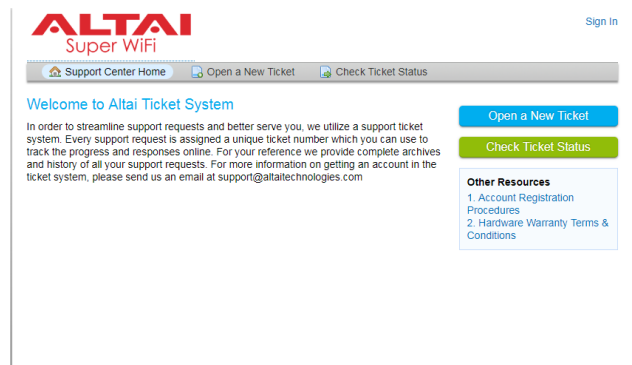 ALTAI
Super WiFi
Sign In
Support Center Home
Open a New Ticket
Check Ticket Status
Welcome to Altai Ticket System
In order to streamline support requests and better serve you, we utilize a support ticket
system. Every support request is assigned a unique ticket number which you can use to
track the progress and responses online. For your reference we provide complete archives
and history of all your support requests. For more information on getting an account in the
ticket system, please send us an email at support@altaitechnologies.com
Open a New Ticket
Check Ticket Status
Other Resources
1. Account Registration
Procedures
2. Hardware Warranty Terms &
Conditions